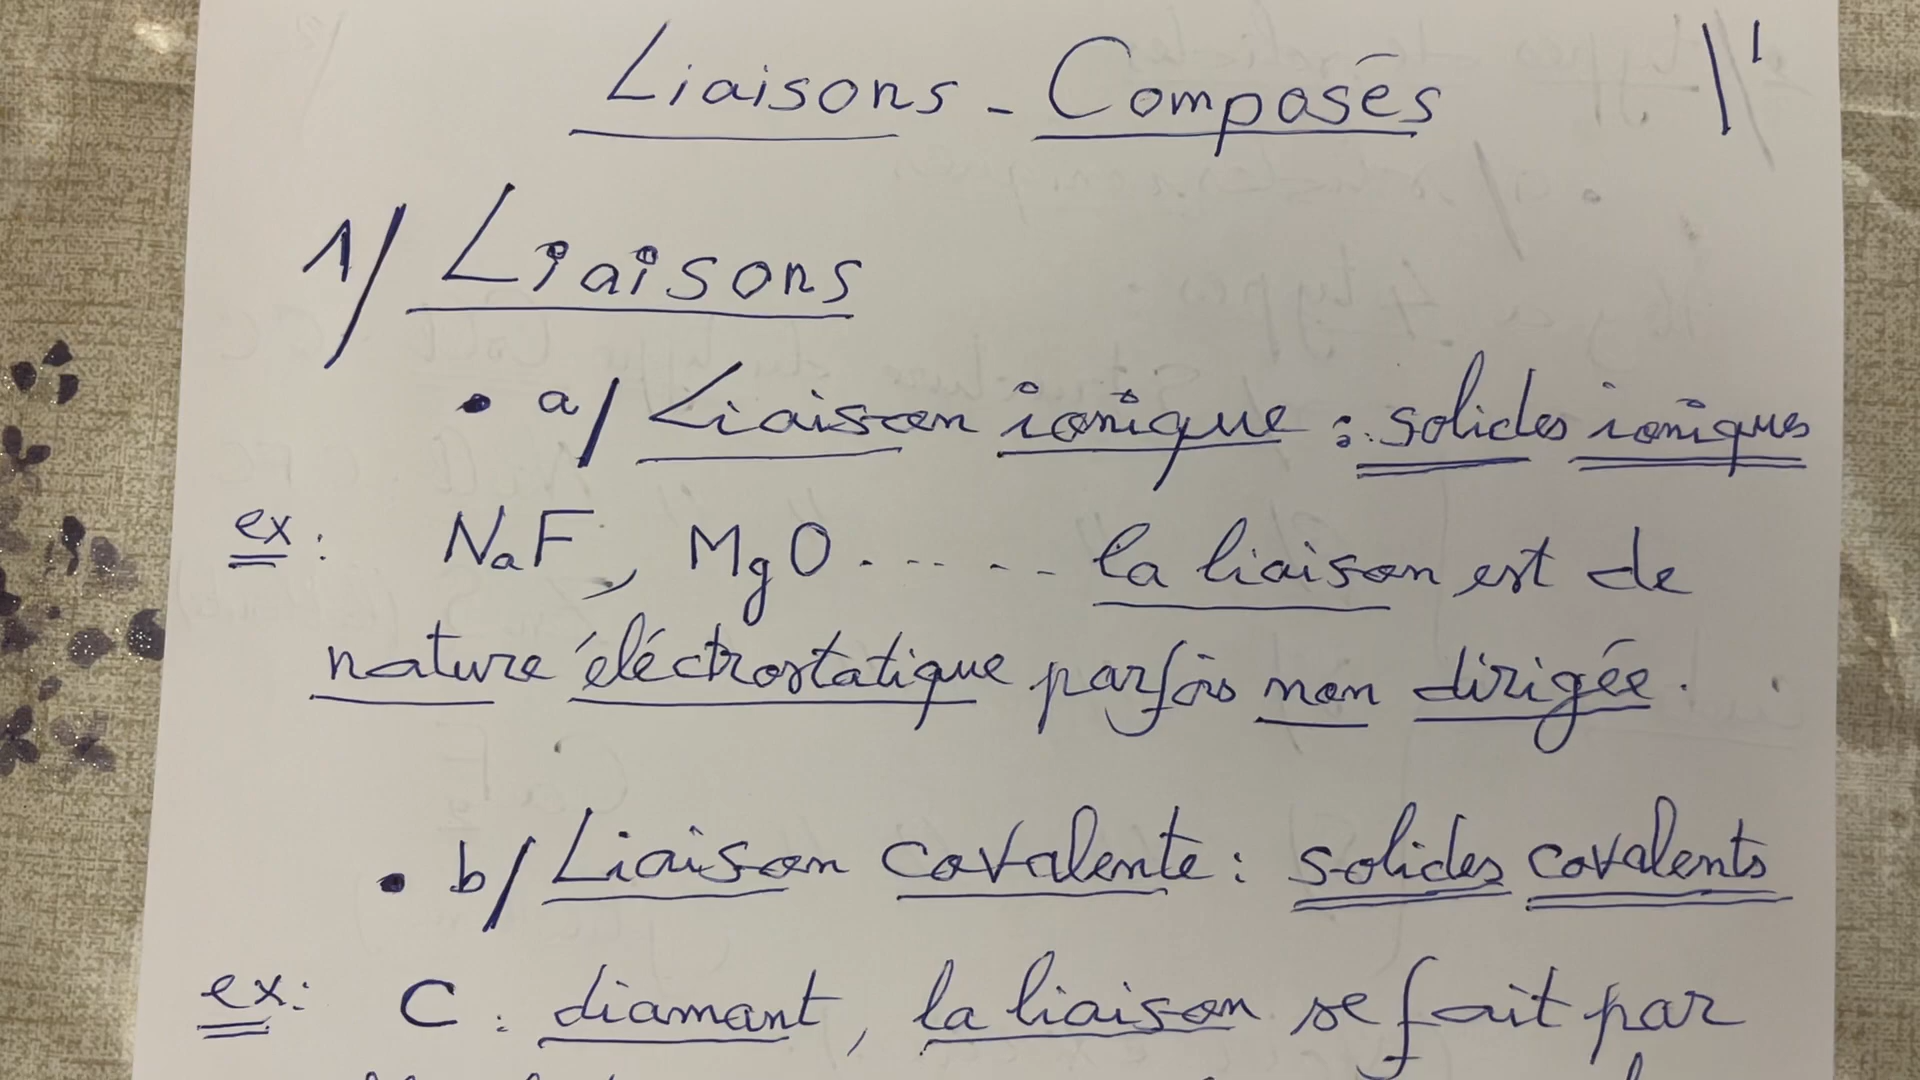 Liaisons - Composés
1
1/ Liaisons
• a/ Liaison ionique : solides ioniques
ex : NaF, MgO ..... la liaison est de
nature éléctrostatique parfois non dirigée.
• b/ Liaison covalente : solides covalents
ex : C : diamant, la liaison se fait par